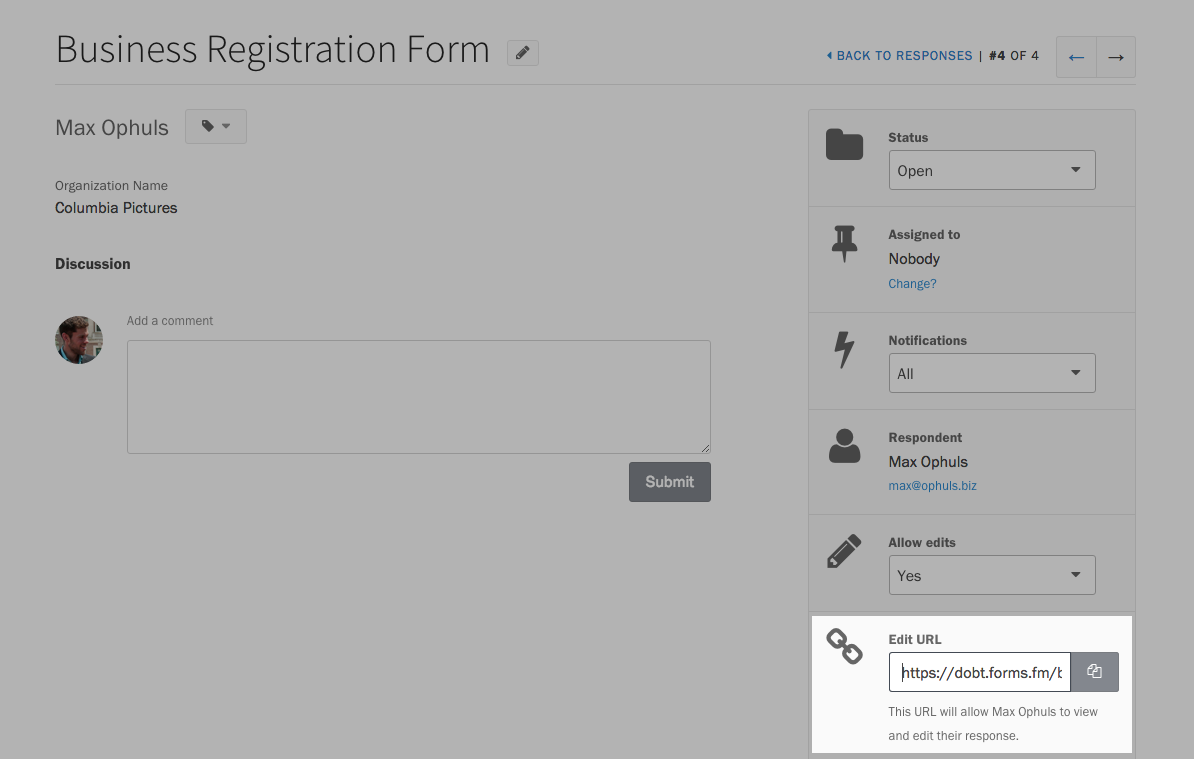 Business Registration Form
BACK TO RESPONSES | #4 OF 4
Max Ophuls
Organization Name
Columbia Pictures
Discussion
Add a comment
Submit
Status
Open
Assigned to
Nobody
Change?
Notifications
All
Respondent
Max Ophuls
max@ophuls.biz
Allow edits
Yes
Edit URL
https://dobt.forms.fm/b
This URL will allow Max Ophuls to view
and edit their response.